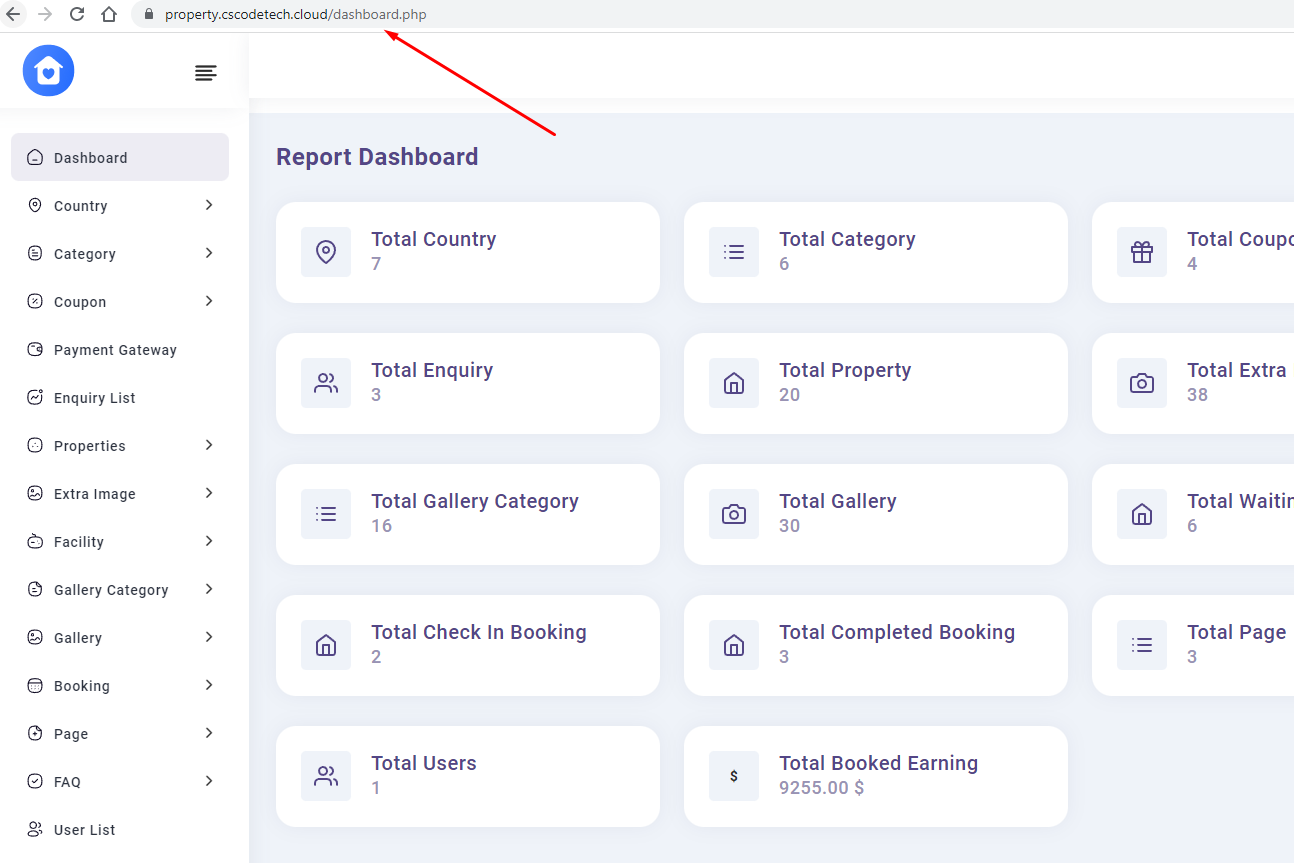 property.cscodetech.cloud/dashboard.php
Dashboard
Country
Category
Coupon
Payment Gateway
Enquiry List
Properties
Extra Image
Facility
Gallery Category
Gallery
Booking
Page
FAQ
User List
Report Dashboard
Total Country
7
Total Category
6
Total Coupo
4
Total Enquiry
3
Total Property
20
Total Extra
38
Total Gallery Category
16
Total Gallery
30
Total Waitin
6
Total Check In Booking
2
Total Completed Booking
3
Total Page
3
Total Users
1
$
Total Booked Earning
9255.00 $